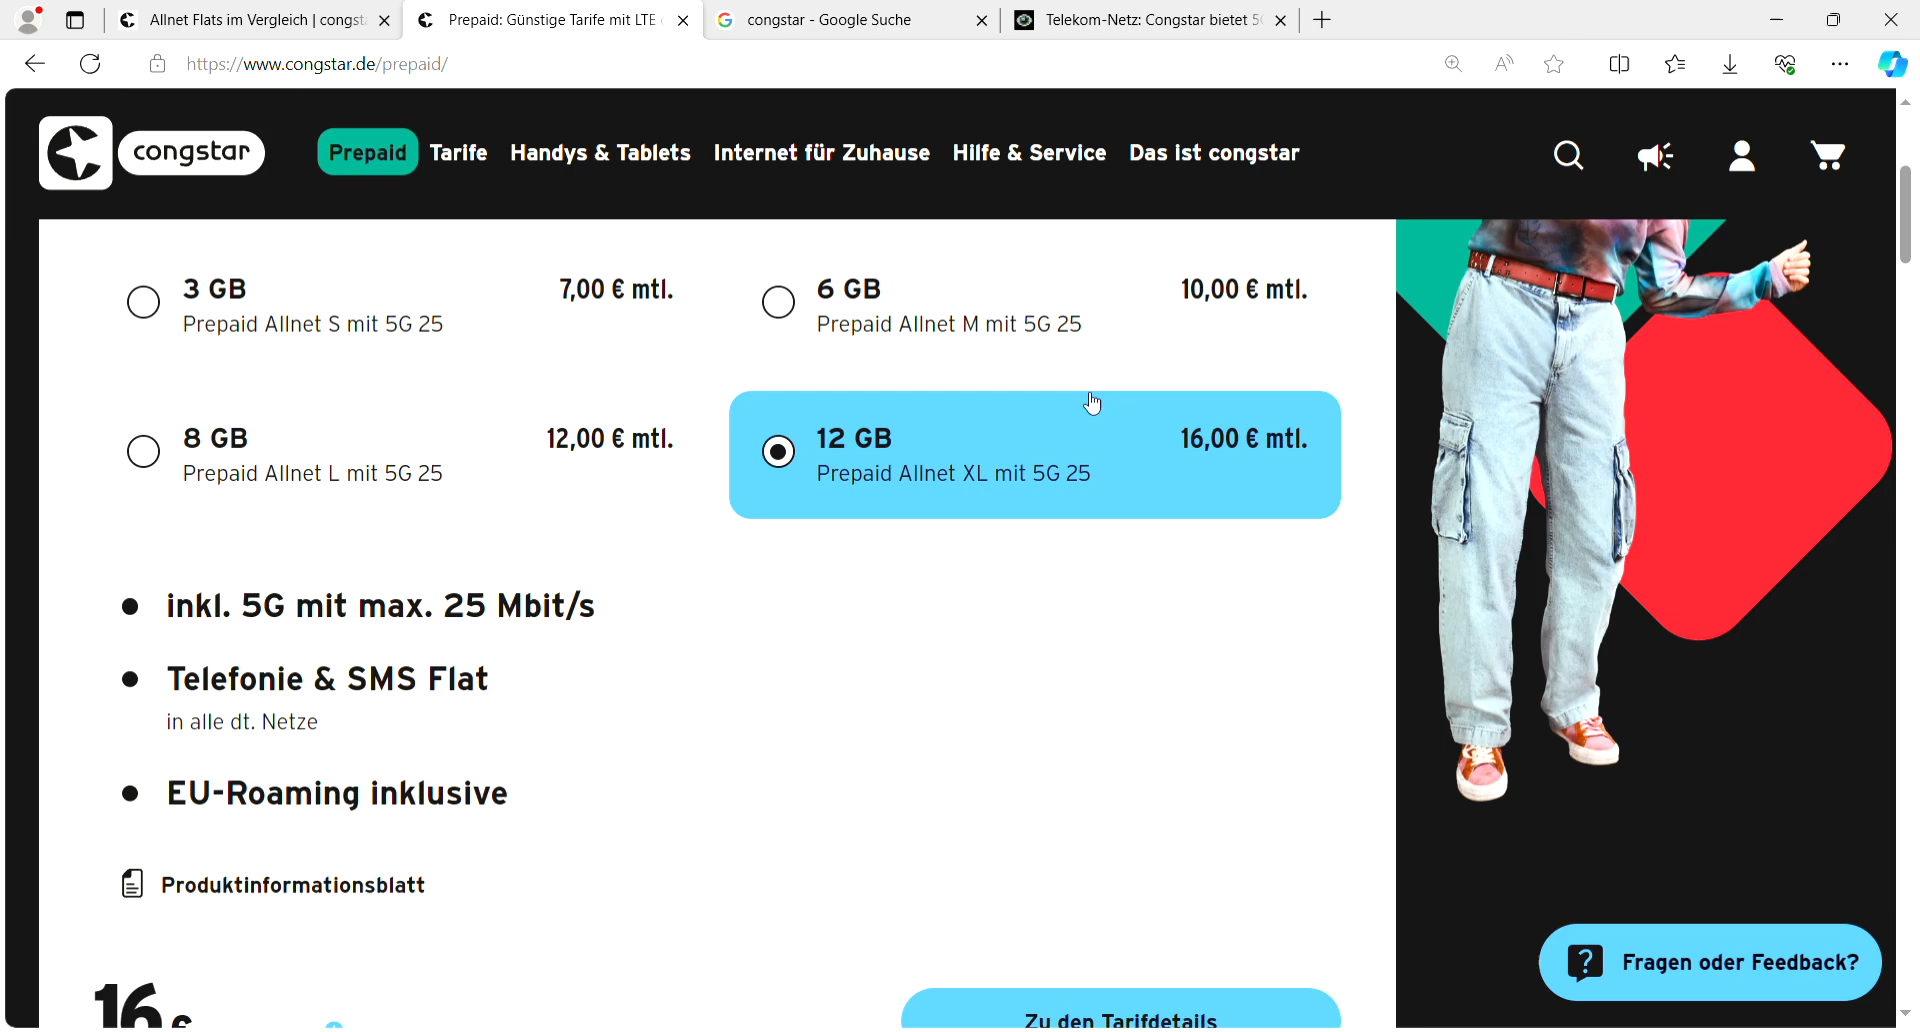 Allnet Flats im Vergleich | congst
Prepaid: Günstige Tarife mit LTE
congstar - Google Suche
Telekom-Netz: Congstar bietet 5
https://www.congstar.de/prepaid/
congstar
Prepaid
Tarife
Handys & Tablets
Internet für Zuhause
Hilfe & Service
Das ist congstar
3 GB
7,00 € mtl.
Prepaid Allnet S mit 5G 25
6 GB
10,00 € mtl.
Prepaid Allnet M mit 5G 25
8 GB
12,00 € mtl.
Prepaid Allnet L mit 5G 25
12 GB
16,00 € mtl.
Prepaid Allnet XL mit 5G 25
inkl. 5G mit max. 25 Mbit/s
Telefonie & SMS Flat
in alle dt. Netze
EU-Roaming inklusive
Produktinformationsblatt
Fragen oder Feedback?
16 €
Zu den Tarifdetails